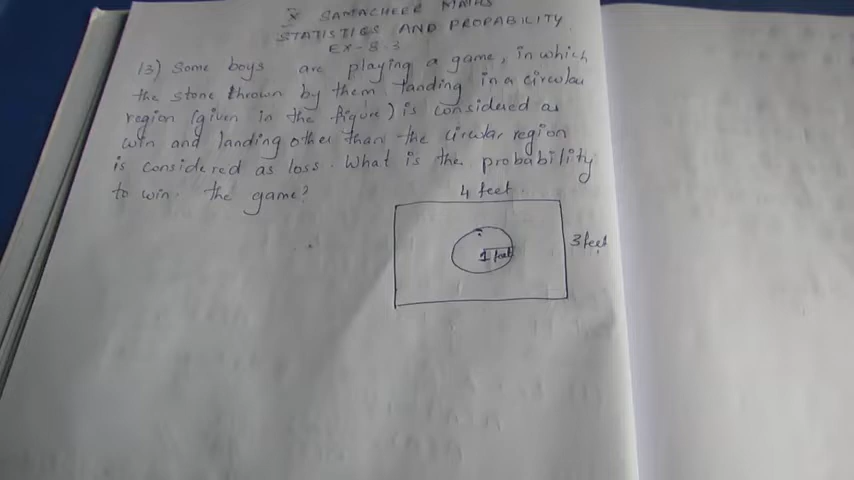 X SAMACHEER MATHS
STATISTICS AND PROBABILITY
EX-8.3
13) Some boys are playing a game, in which
the stone thrown by them landing in a circular
region (given in the figure) is considered as
win and landing other than the circular region
is considered as loss. What is the probability
to win the game?
4 feet
3 feet
1 feet